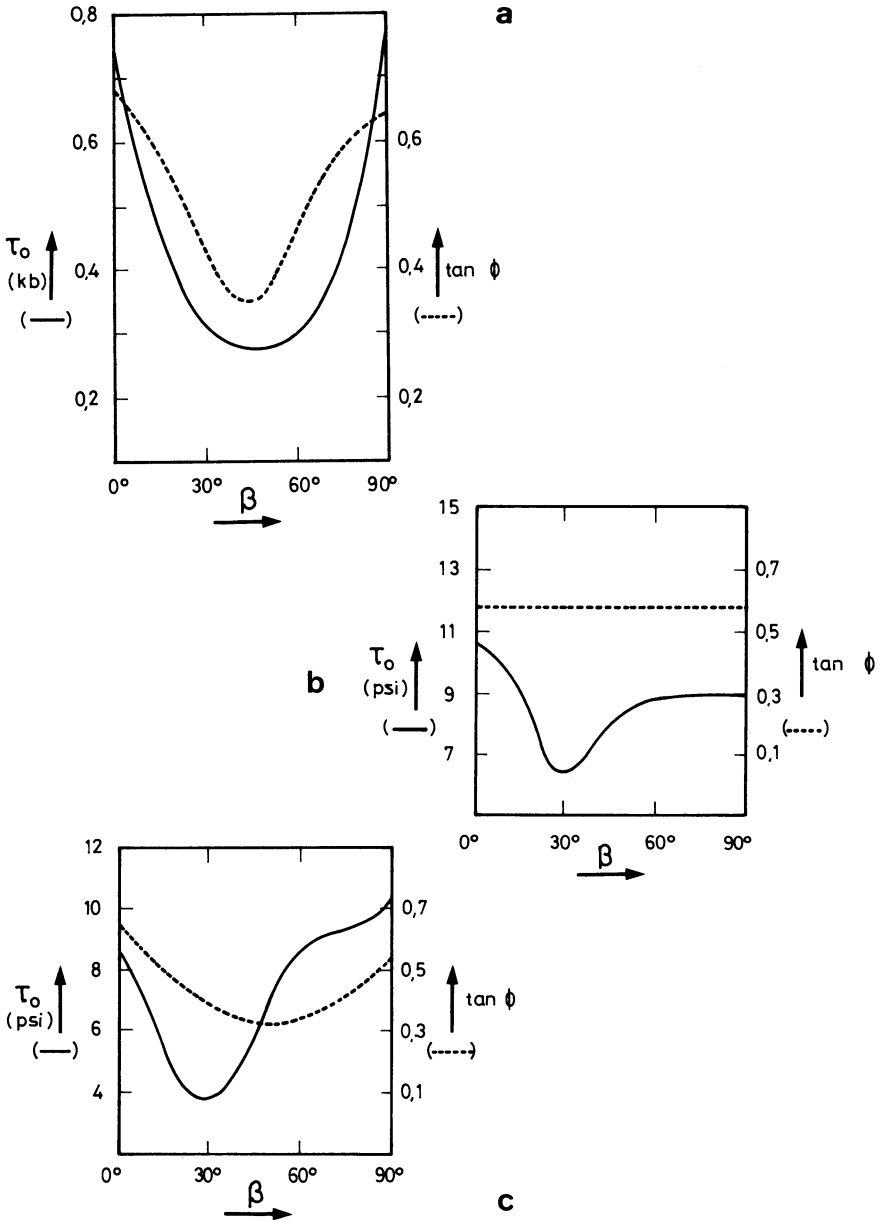 a
0,8
0,6
0,4
0,2
τ₀
(kb)
( — )
0,6
0,4
0,2
tan ϕ
(-----)
0° 30° 60° 90°
β
b
15
13
11
9
7
τ₀
(psi)
( — )
0,7
0,5
0,3
0,1
tan ϕ
(-----)
0° 30° 60° 90°
β
12
10
8
6
4
τ₀
(psi)
( — )
0,7
0,5
0,3
0,1
tan ϕ
(-----)
0° 30° 60° 90°
β
c